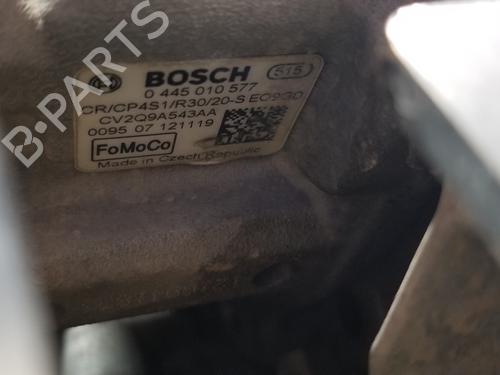 B-PARTS
BOSCH 515
0 445 010 577
CR/CP4S1/R30/20-S
CV2Q9A543AA
0095 07 121119
FoMoCo
Made in Czech Republic